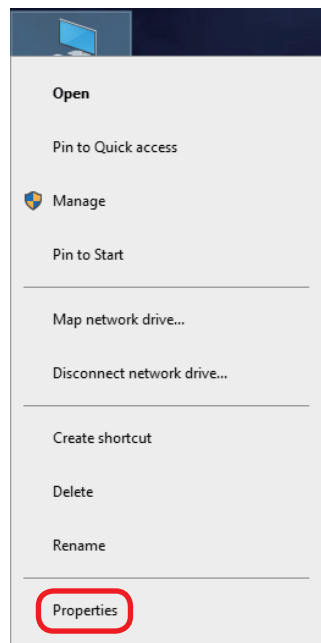 Open
Pin to Quick access
Manage
Pin to Start
Map network drive...
Disconnect network drive...
Create shortcut
Delete
Rename
Properties